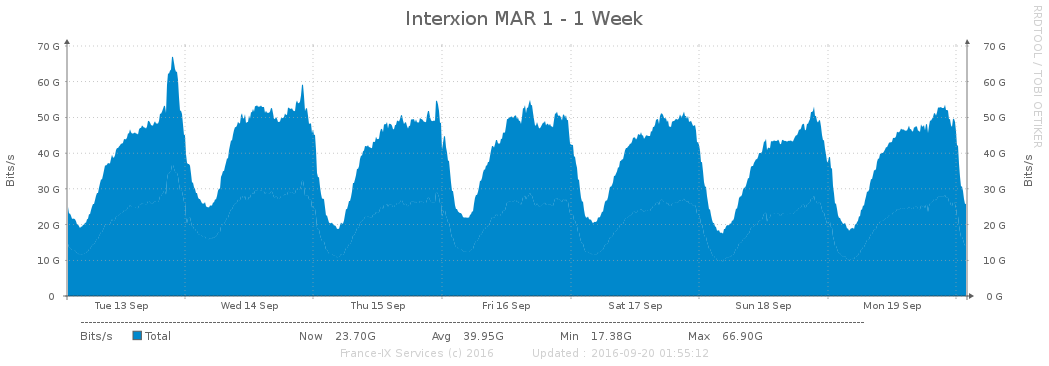 Interxion MAR 1 - 1 Week
RRDTOOL / TOBI OETIKER
Bits/s
Bits/s
70 G 70 G
60 G 60 G
50 G 50 G
40 G 40 G
30 G 30 G
20 G 20 G
10 G 10 G
0 0 G
Tue 13 Sep Wed 14 Sep Thu 15 Sep Fri 16 Sep Sat 17 Sep Sun 18 Sep Mon 19 Sep
Bits/s Total Now 23.70G Avg 39.95G Min 17.38G Max 66.90G
France-IX Services (c) 2016 Updated : 2016-09-20 01:55:12